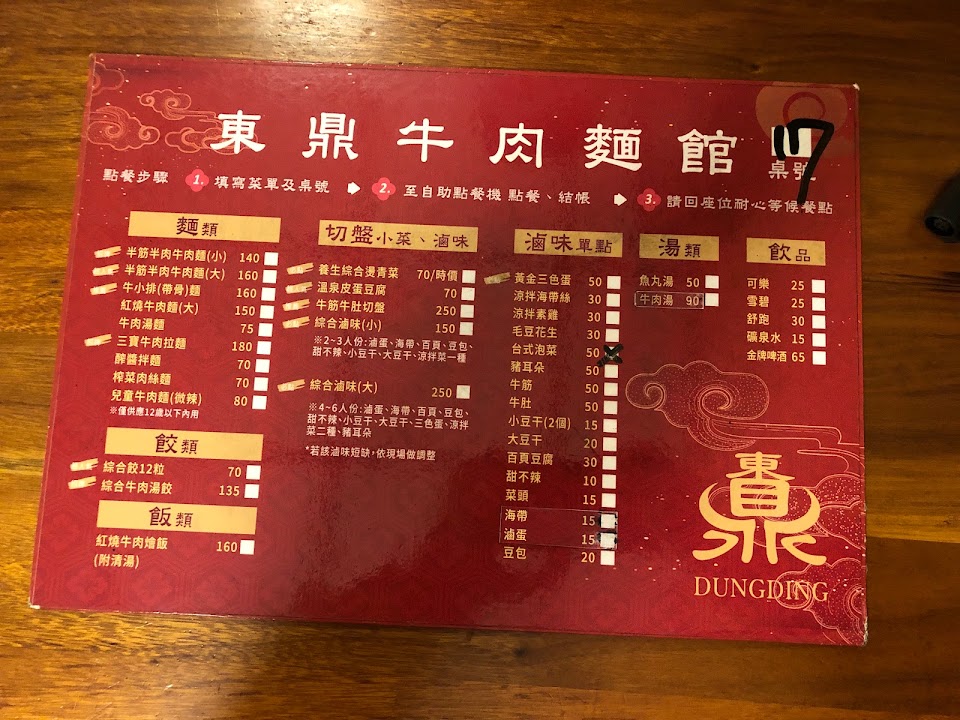 東鼎牛肉麵館
17
桌號
點餐步驟 1. 填寫菜單及桌號 2. 至自助點餐機 點餐、結帳 3. 請回座位耐心等候餐點
麵類
半筋半肉牛肉麵(小) 140
半筋半肉牛肉麵(大) 160
牛小排(帶骨)麵 160
紅燒牛肉麵(大) 150
牛肉湯麵 75
三寶牛肉拉麵 180
醡醬拌麵 70
榨菜肉絲麵 70
兒童牛肉麵(微辣) 80
※僅供應12歲以下內用
餃類
綜合餃12粒 70
綜合牛肉湯餃 135
飯類
紅燒牛肉燴飯 160
(附清湯)
切盤小菜、滷味
養生綜合燙青菜 70/時價
溫泉皮蛋豆腐 70
牛筋牛肚切盤 250
綜合滷味(小) 150
※2~3人份:滷蛋、海帶、百頁、豆包、
甜不辣、小豆干、大豆干、涼拌菜一種
綜合滷味(大) 250
※4~6人份:滷蛋、海帶、百頁、豆包、
甜不辣、小豆干、大豆干、三色蛋、涼拌
菜二種、豬耳朵
*若該滷味短缺，依現場做調整
滷味單點
黃金三色蛋 50
涼拌海帶絲 30
涼拌素雞 30
毛豆花生 30
台式泡菜 50
豬耳朵 50
牛筋 50
牛肚 50
小豆干(2個) 15
大豆干 20
百頁豆腐 30
甜不辣 10
菜頭 15
海帶 15
滷蛋 15
豆包 20
湯類
魚丸湯 50
牛肉湯 90
飲品
可樂 25
雪碧 25
舒跑 30
礦泉水 15
金牌啤酒 65
東鼎
DUNGDING